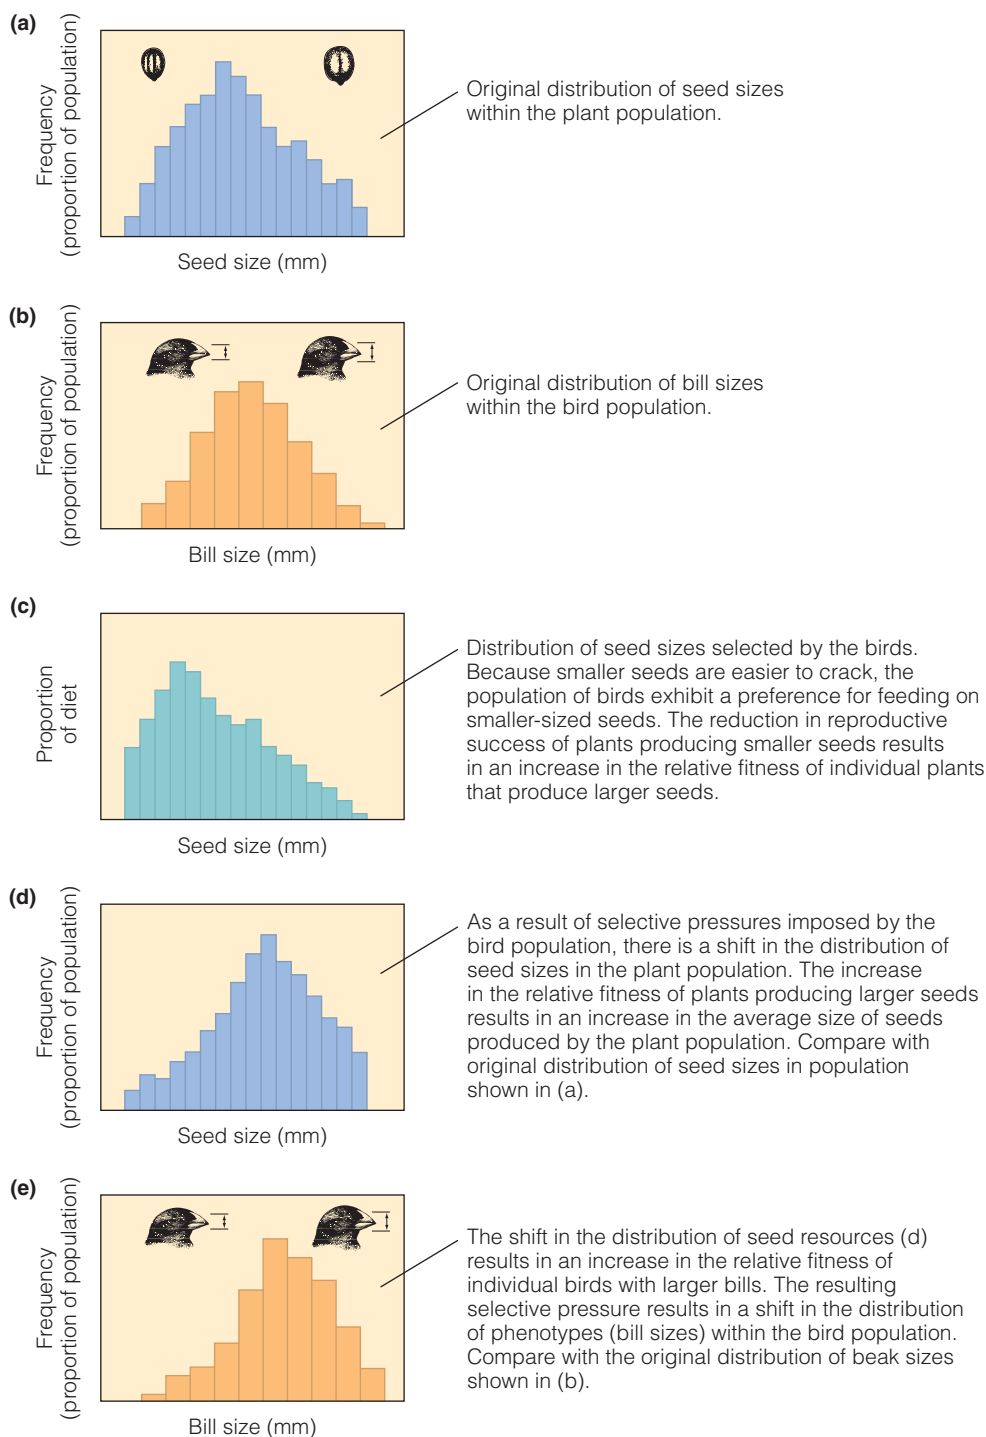 (a)
Frequency
(proportion of population)
Seed size (mm)
Original distribution of seed sizes
within the plant population.
(b)
Frequency
(proportion of population)
Bill size (mm)
Original distribution of bill sizes
within the bird population.
(c)
Proportion
of diet
Seed size (mm)
Distribution of seed sizes selected by the birds.
Because smaller seeds are easier to crack, the
population of birds exhibit a preference for feeding on
smaller-sized seeds. The reduction in reproductive
success of plants producing smaller seeds results
in an increase in the relative fitness of individual plants
that produce larger seeds.
(d)
Frequency
(proportion of population)
Seed size (mm)
As a result of selective pressures imposed by the
bird population, there is a shift in the distribution of
seed sizes in the plant population. The increase
in the relative fitness of plants producing larger seeds
results in an increase in the average size of seeds
produced by the plant population. Compare with
original distribution of seed sizes in population
shown in (a).
(e)
Frequency
(proportion of population)
Bill size (mm)
The shift in the distribution of seed resources (d)
results in an increase in the relative fitness of
individual birds with larger bills. The resulting
selective pressure results in a shift in the distribution
of phenotypes (bill sizes) within the bird population.
Compare with the original distribution of beak sizes
shown in (b).